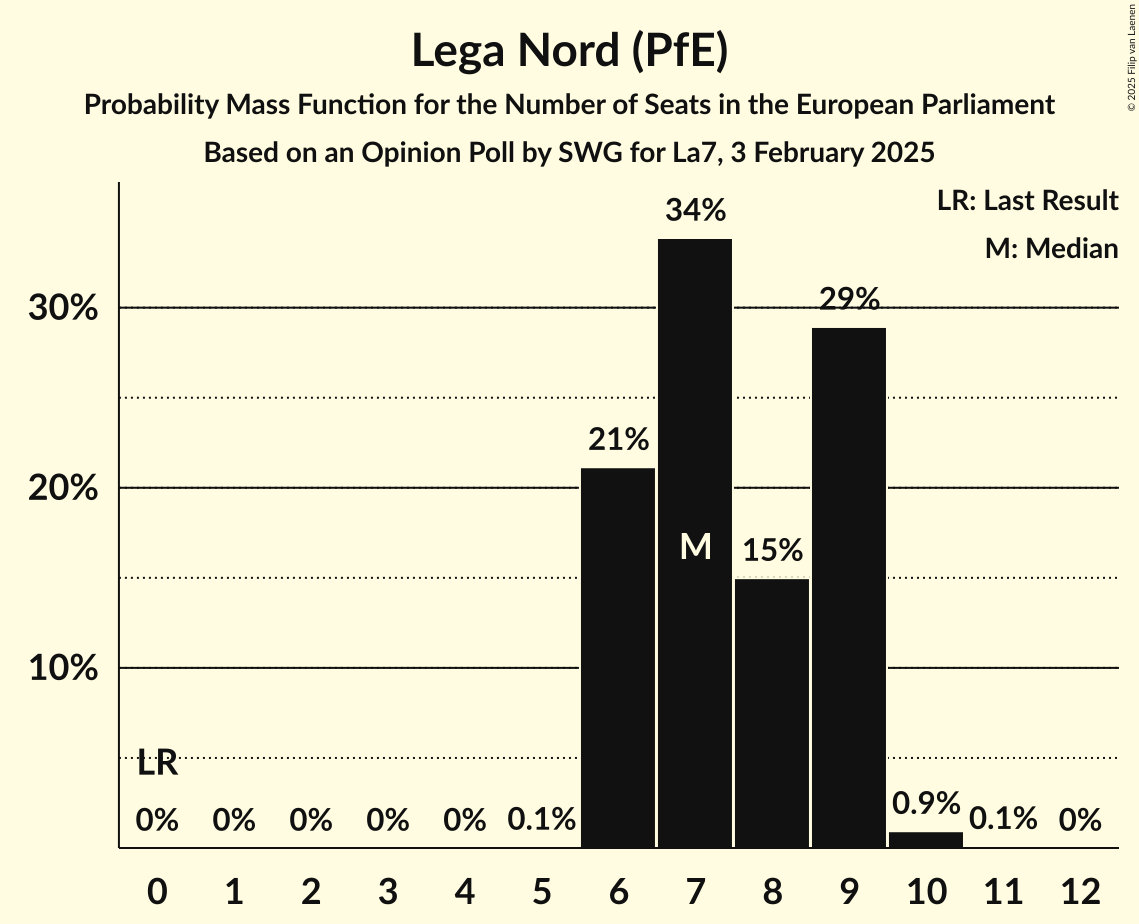 Lega Nord (PfE)
Probability Mass Function for the Number of Seats in the European Parliament
Based on an Opinion Poll by SWG for La7, 3 February 2025
© 2025 Filip van Laenen
LR: Last Result
M: Median
34%
30%
29%
21%
20%
M
15%
10%
LR
0%
0%
0%
0%
0%
0.1%
0.9%
0.1%
0%
0 1 2 3 4 5 6 7 8 9 10 11 12